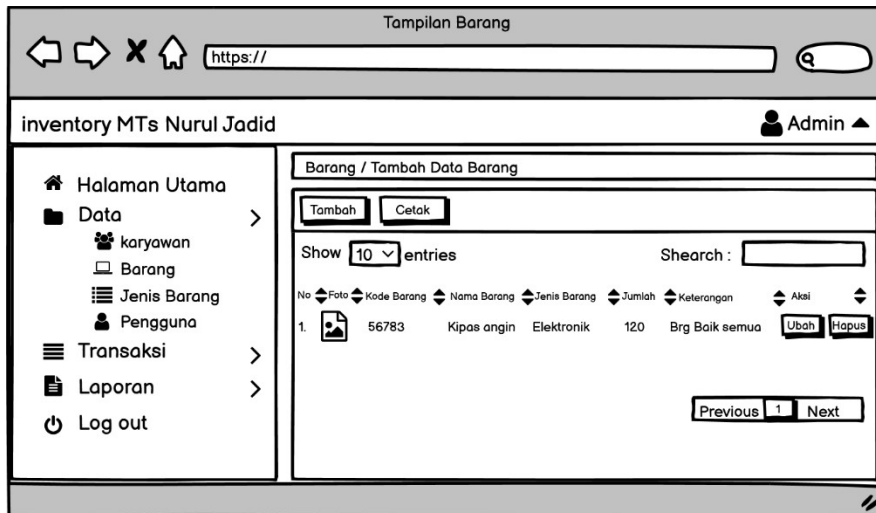 Tampilan Barang
https://
inventory MTs Nurul Jadid
Admin
Halaman Utama
Data
karyawan
Barang
Jenis Barang
Pengguna
Transaksi
Laporan
Log out
Barang / Tambah Data Barang
Tambah Cetak
Show 10 entries Shearch :
No Foto Kode Barang Nama Barang Jenis Barang Jumlah Keterangan Aksi
1. 56783 Kipas angin Elektronik 120 Brg Baik semua Ubah Hapus
Previous 1 Next